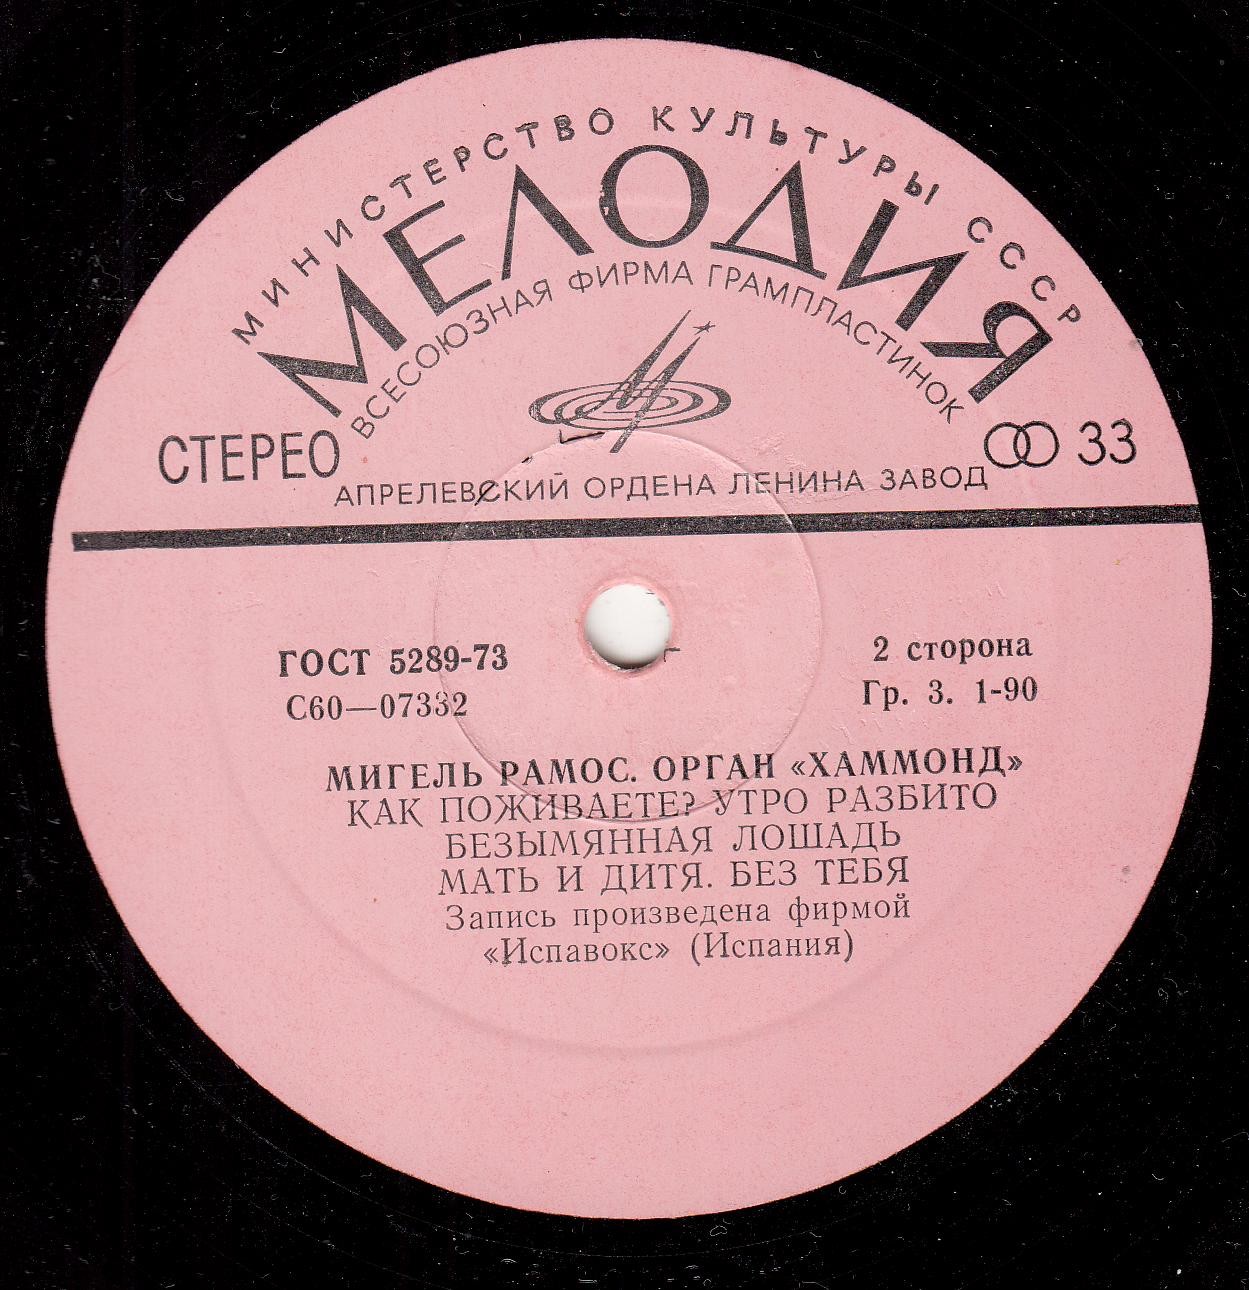 МИНИСТЕРСТВО КУЛЬТУРЫ СССР
МЕЛОДИЯ
ВСЕСОЮЗНАЯ ФИРМА ГРАМПЛАСТИНОК
СТЕРЕО
33
АПРЕЛЕВСКИЙ ОРДЕНА ЛЕНИНА ЗАВОД
ГОСТ 5289-73
2 сторона
С60—07332
Гр. 3. 1-90
МИГЕЛЬ РАМОС. ОРГАН «ХАММОНД»
КАК ПОЖИВАЕТЕ? УТРО РАЗБИТО
БЕЗЫМЯННАЯ ЛОШАДЬ
МАТЬ И ДИТЯ. БЕЗ ТЕБЯ
Запись произведена фирмой
«Испавокс» (Испания)